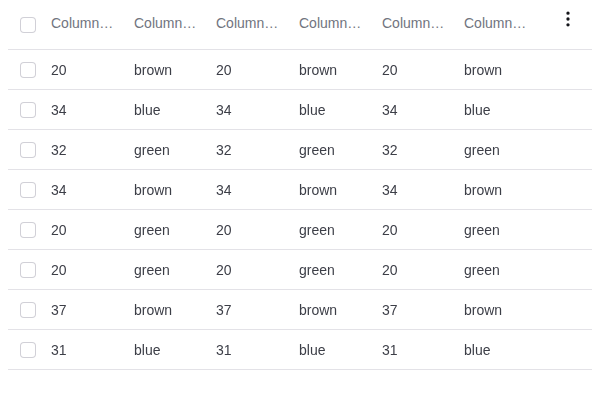 Column… Column… Column… Column… Column… Column…
20 brown 20 brown 20 brown
34 blue 34 blue 34 blue
32 green 32 green 32 green
34 brown 34 brown 34 brown
20 green 20 green 20 green
20 green 20 green 20 green
37 brown 37 brown 37 brown
31 blue 31 blue 31 blue